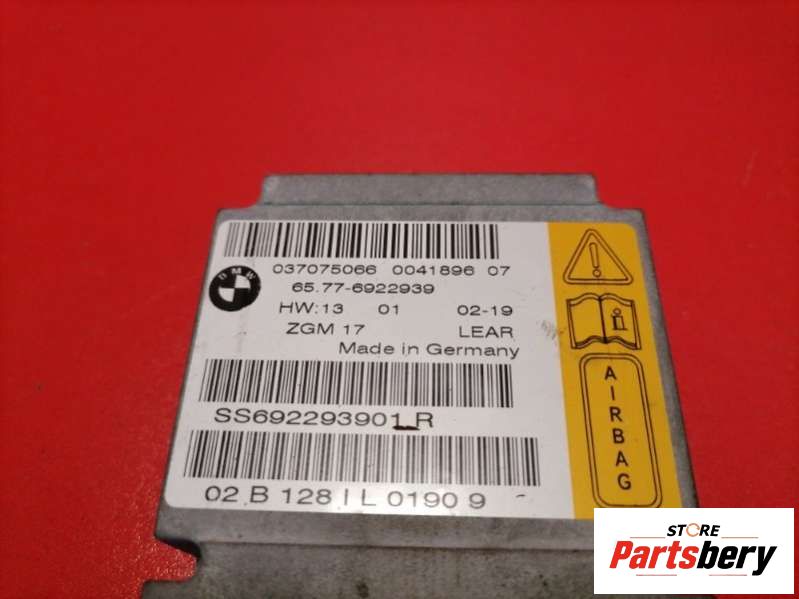 037075066 0041896 07
BMW
65.77-6922939
HW:13 01 02-19
ZGM 17 LEAR
Made in Germany
SS692293901_R
02 B 128 I L 0190 9
AIRBAG
STORE
Partsbery